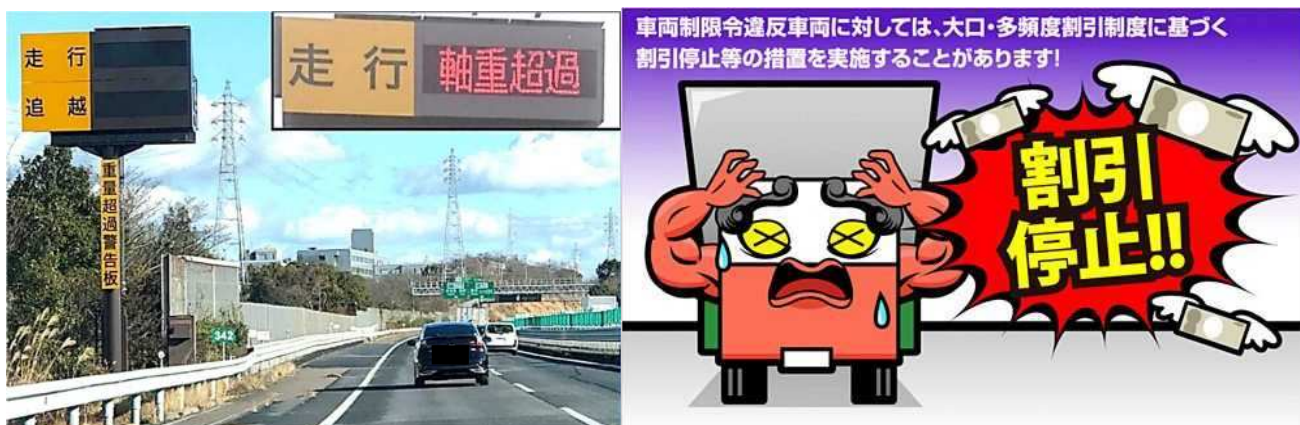 走行
追越
重量超過警告板
342
走行 軸重超過
車両制限令違反車両に対しては、大口・多頻度割引制度に基づく
割引停止等の措置を実施することがあります!
割引
停止!!